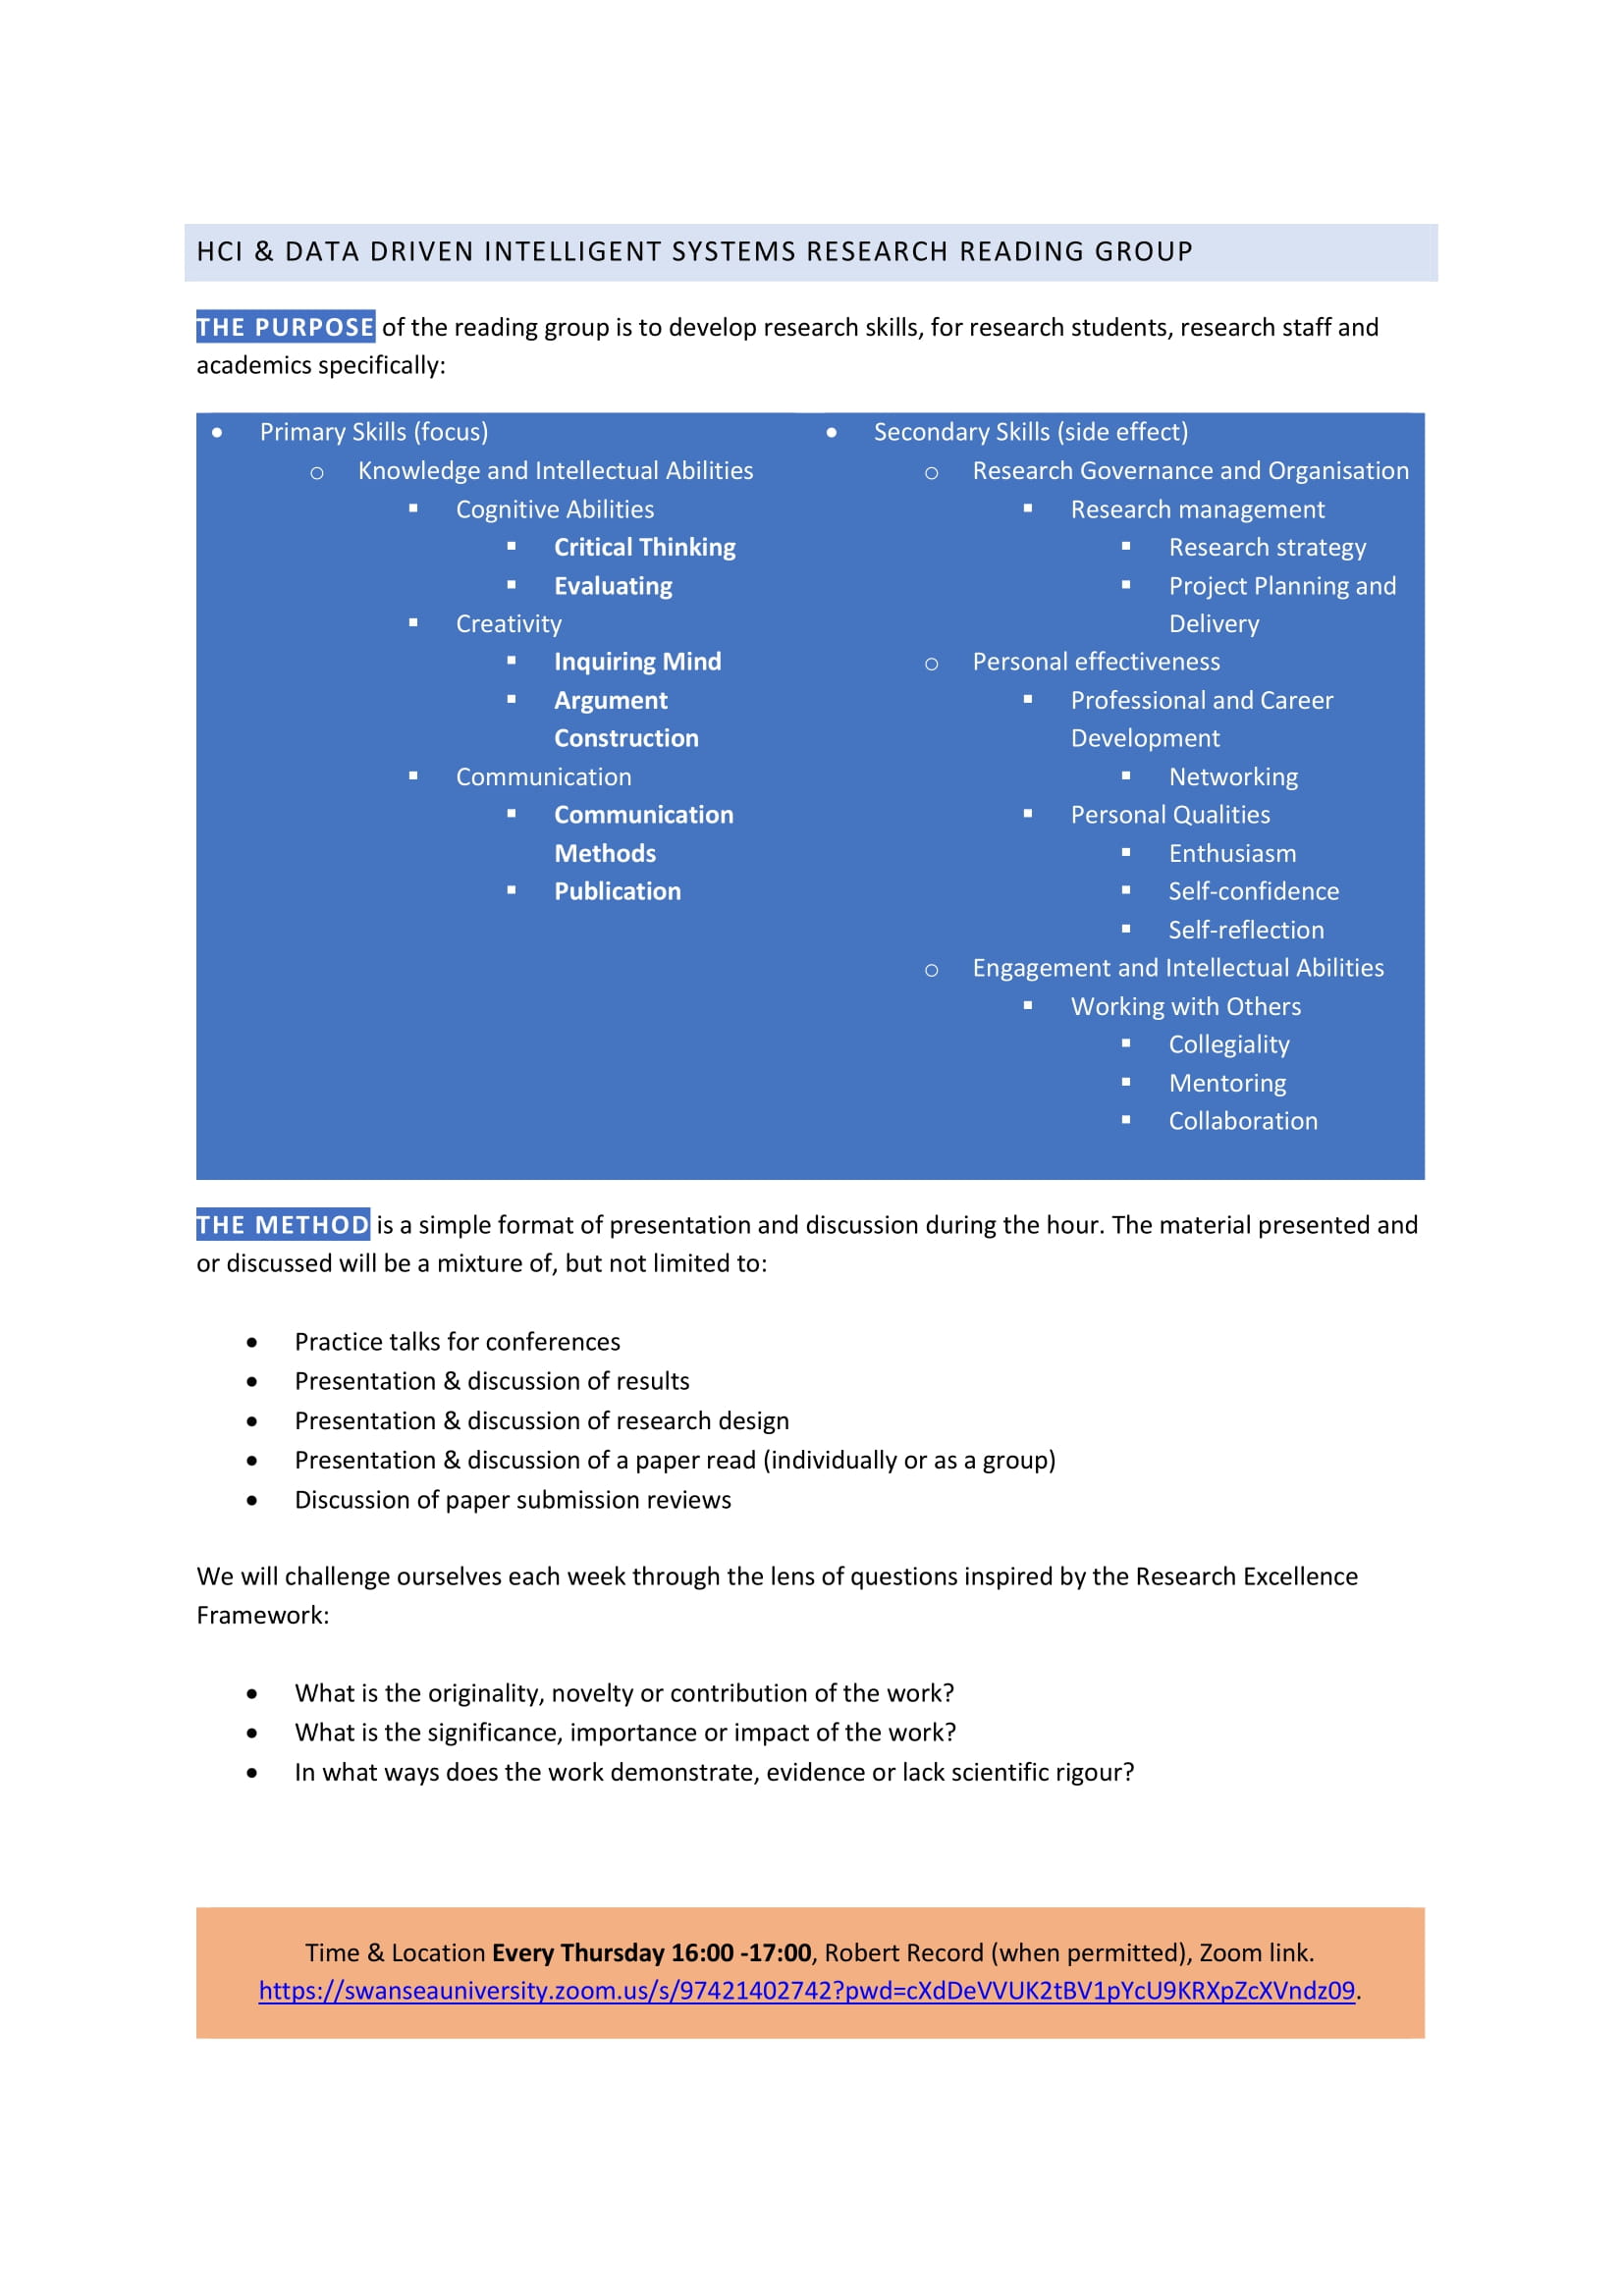 HCI & DATA DRIVEN INTELLIGENT SYSTEMS RESEARCH READING GROUP
THE PURPOSE of the reading group is to develop research skills, for research students, research staff and
academics specifically:
• Primary Skills (focus)
o Knowledge and Intellectual Abilities
▪ Cognitive Abilities
▪ Critical Thinking
▪ Evaluating
▪ Creativity
▪ Inquiring Mind
▪ Argument
Construction
▪ Communication
▪ Communication
Methods
▪ Publication
• Secondary Skills (side effect)
o Research Governance and Organisation
▪ Research management
▪ Research strategy
▪ Project Planning and
Delivery
o Personal effectiveness
▪ Professional and Career
Development
▪ Networking
▪ Personal Qualities
▪ Enthusiasm
▪ Self-confidence
▪ Self-reflection
o Engagement and Intellectual Abilities
▪ Working with Others
▪ Collegiality
▪ Mentoring
▪ Collaboration
THE METHOD is a simple format of presentation and discussion during the hour. The material presented and
or discussed will be a mixture of, but not limited to:
• Practice talks for conferences
• Presentation & discussion of results
• Presentation & discussion of research design
• Presentation & discussion of a paper read (individually or as a group)
• Discussion of paper submission reviews
We will challenge ourselves each week through the lens of questions inspired by the Research Excellence
Framework:
• What is the originality, novelty or contribution of the work?
• What is the significance, importance or impact of the work?
• In what ways does the work demonstrate, evidence or lack scientific rigour?
Time & Location Every Thursday 16:00 -17:00, Robert Record (when permitted), Zoom link.
https://swanseauniversity.zoom.us/s/97421402742?pwd=cXdDeVVUK2tBV1pYcU9KRXpZcXVndz09.